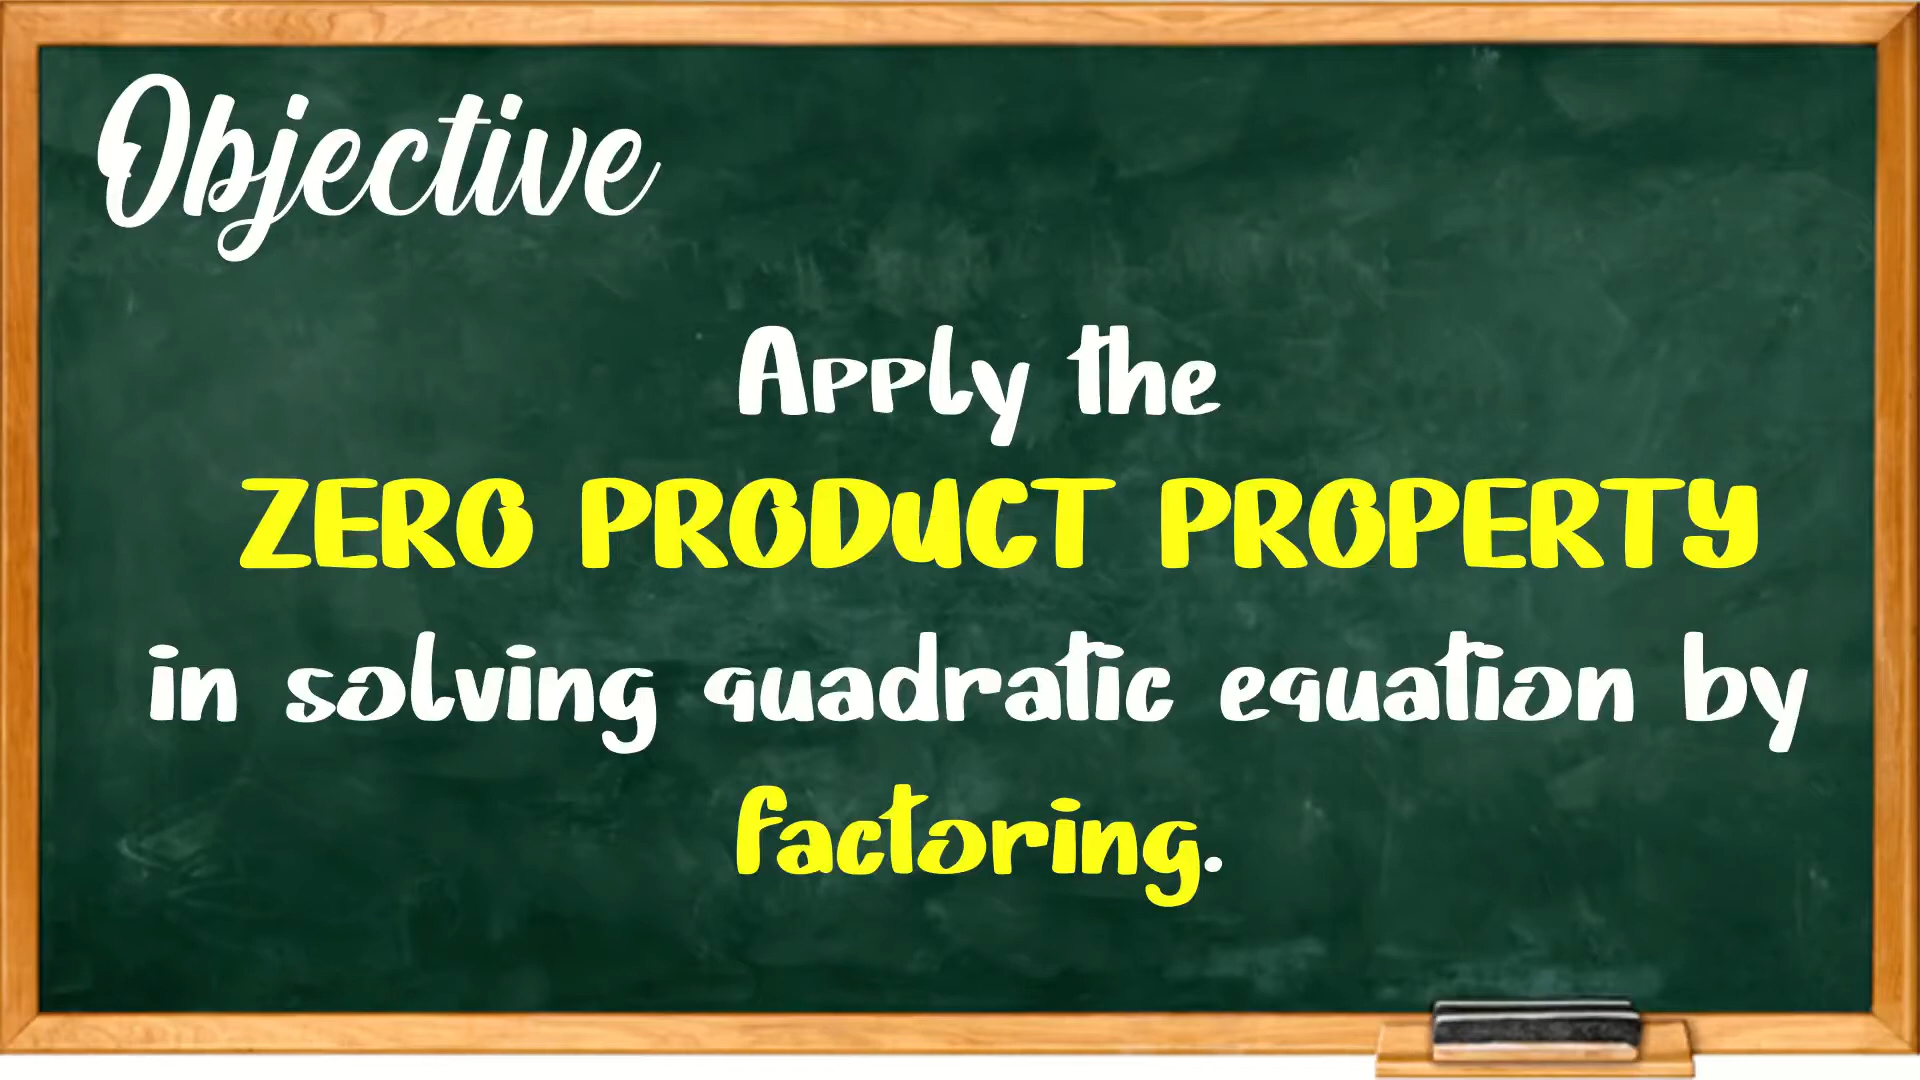 Objective
Apply the
ZERO PRODUCT PROPERTY
in solving quadratic equation by
factoring.